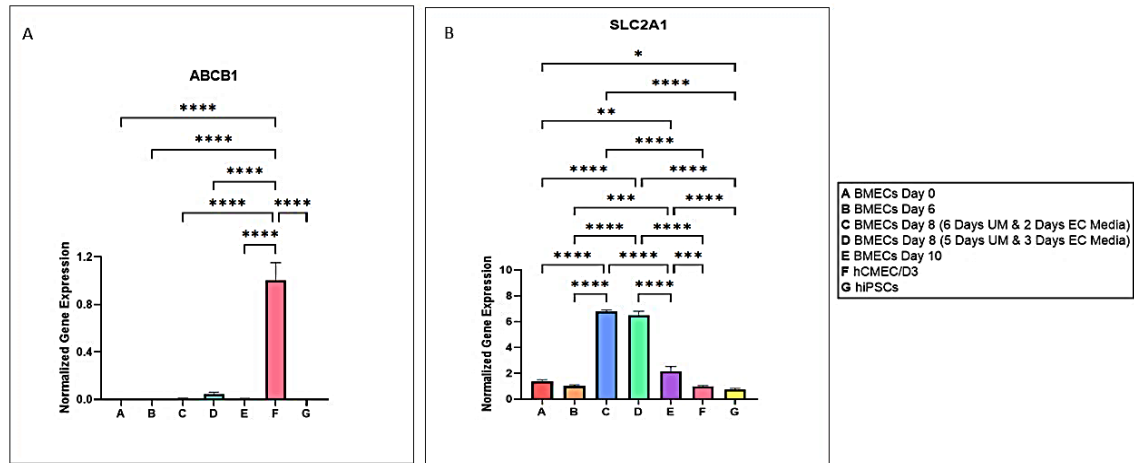 A
ABCB1
****
****
****
****
****
****
Normalized Gene Expression
1.2
0.8
0.4
0.0
A B C D E F G
B
SLC2A1
*
****
**
****
****
****
***
****
****
****
****
****
***
****
****
Normalized Gene Expression
10
8
6
4
2
0
A B C D E F G
A BMECs Day 0
B BMECs Day 6
C BMECs Day 8 (6 Days UM & 2 Days EC Media)
D BMECs Day 8 (5 Days UM & 3 Days EC Media)
E BMECs Day 10
F hCMEC/D3
G hiPSCs